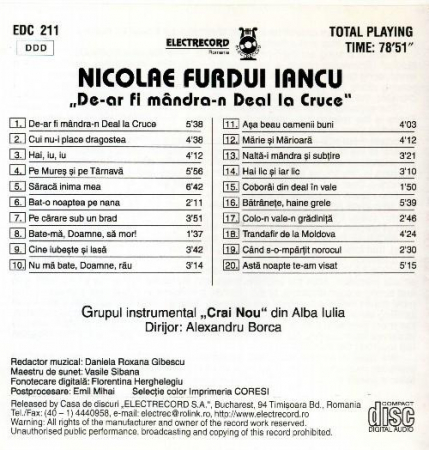 EDC 211
DDD
ELECTRECORD
Romania
TOTAL PLAYING
TIME: 78'51"
NICOLAE FURDUI IANCU
„De-ar fi mândra-n Deal la Cruce"
1. De-ar fi mândra-n Deal la Cruce 5'38
2. Cui nu-i place dragostea 4'38
3. Hai, iu, iu 4'12
4. Pe Mureş şi pe Târnavă 5'56
5. Săracă inima mea 6'42
6. Bat-o noaptea pe nana 2'11
7. Pe cărare sub un brad 3'51
8. Bate-mă, Doamne, să mor! 1'37
9. Cine iubeşte şi lasă 3'42
10. Nu mă bate, Doamne, rău 3'14
11. Aşa beau oamenii buni 4'03
12. Mărie şi Mărioară 4'12
13. Naltă-i mândra şi subţire 3'21
14. Hai lic şi iar lic 3'10
15. Coborâi din deal în vale 1'50
16. Bătrâneţe, haine grele 5'39
17. Colo-n vale-n grădiniţă 2'46
18. Trandafir de la Moldova 4'24
19. Când s-o-mpărţit norocul 2'30
20. Astă noapte te-am visat 5'15
Grupul instrumental „Crai Nou" din Alba Iulia
Dirijor: Alexandru Borca
Redactor muzical: Daniela Roxana Gibescu
Maestru de sunet: Vasile Sibana
Fonotecare digitală: Florentina Herghelegiu
Postprocesare: Emil Mihai Selecţie color Imprimeria CORESI
Released by Casa de discuri „ELECTRECORD S.A.", Bucharest, 94 Timişoara Bd., Romania
Tel./Fax: (40 – 1) 4440958, e-mail: electrec@rolink.ro, http://www.electrecord.ro
Warning: All rights of the manufacturer and owner of the record work reserved.
Unauthorised public performance, broadcasting and copying of this record prohibited.
COMPACT
disc
DIGITAL AUDIO